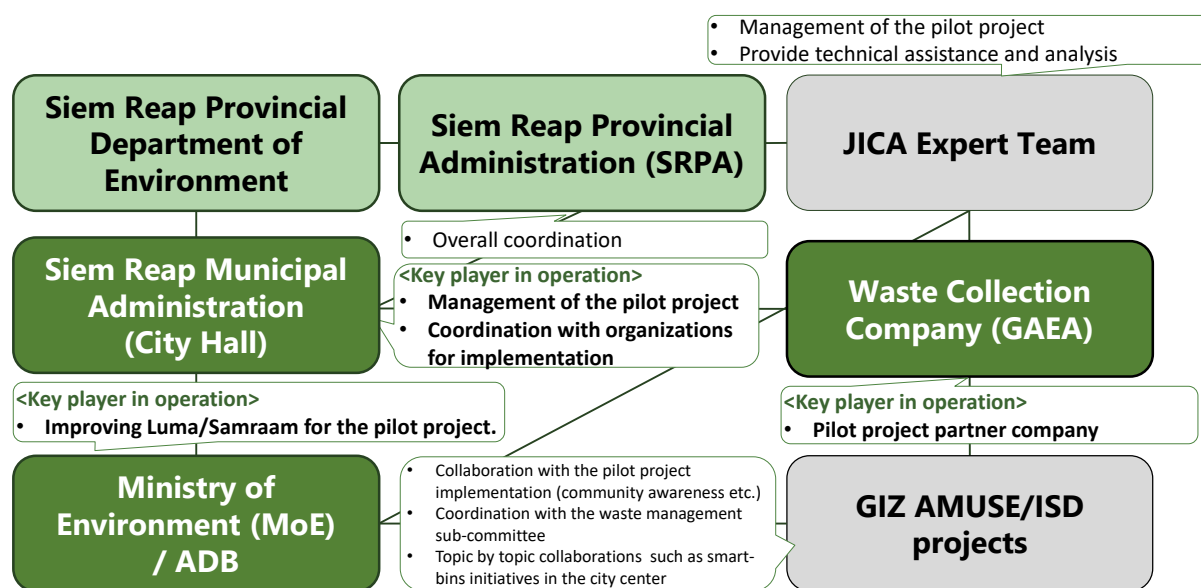 • Management of the pilot project
• Provide technical assistance and analysis
Siem Reap Provincial
Department of
Environment
Siem Reap Provincial
Administration (SRPA)
JICA Expert Team
• Overall coordination
Siem Reap Municipal
Administration
(City Hall)
<Key player in operation>
• Management of the pilot project
• Coordination with organizations
for implementation
Waste Collection
Company (GAEA)
<Key player in operation>
• Improving Luma/Samraam for the pilot project.
<Key player in operation>
• Pilot project partner company
Ministry of
Environment (MoE)
/ ADB
• Collaboration with the pilot project
implementation (community awareness etc.)
• Coordination with the waste management
sub-committee
• Topic by topic collaborations such as smart-
bins initiatives in the city center
GIZ AMUSE/ISD
projects